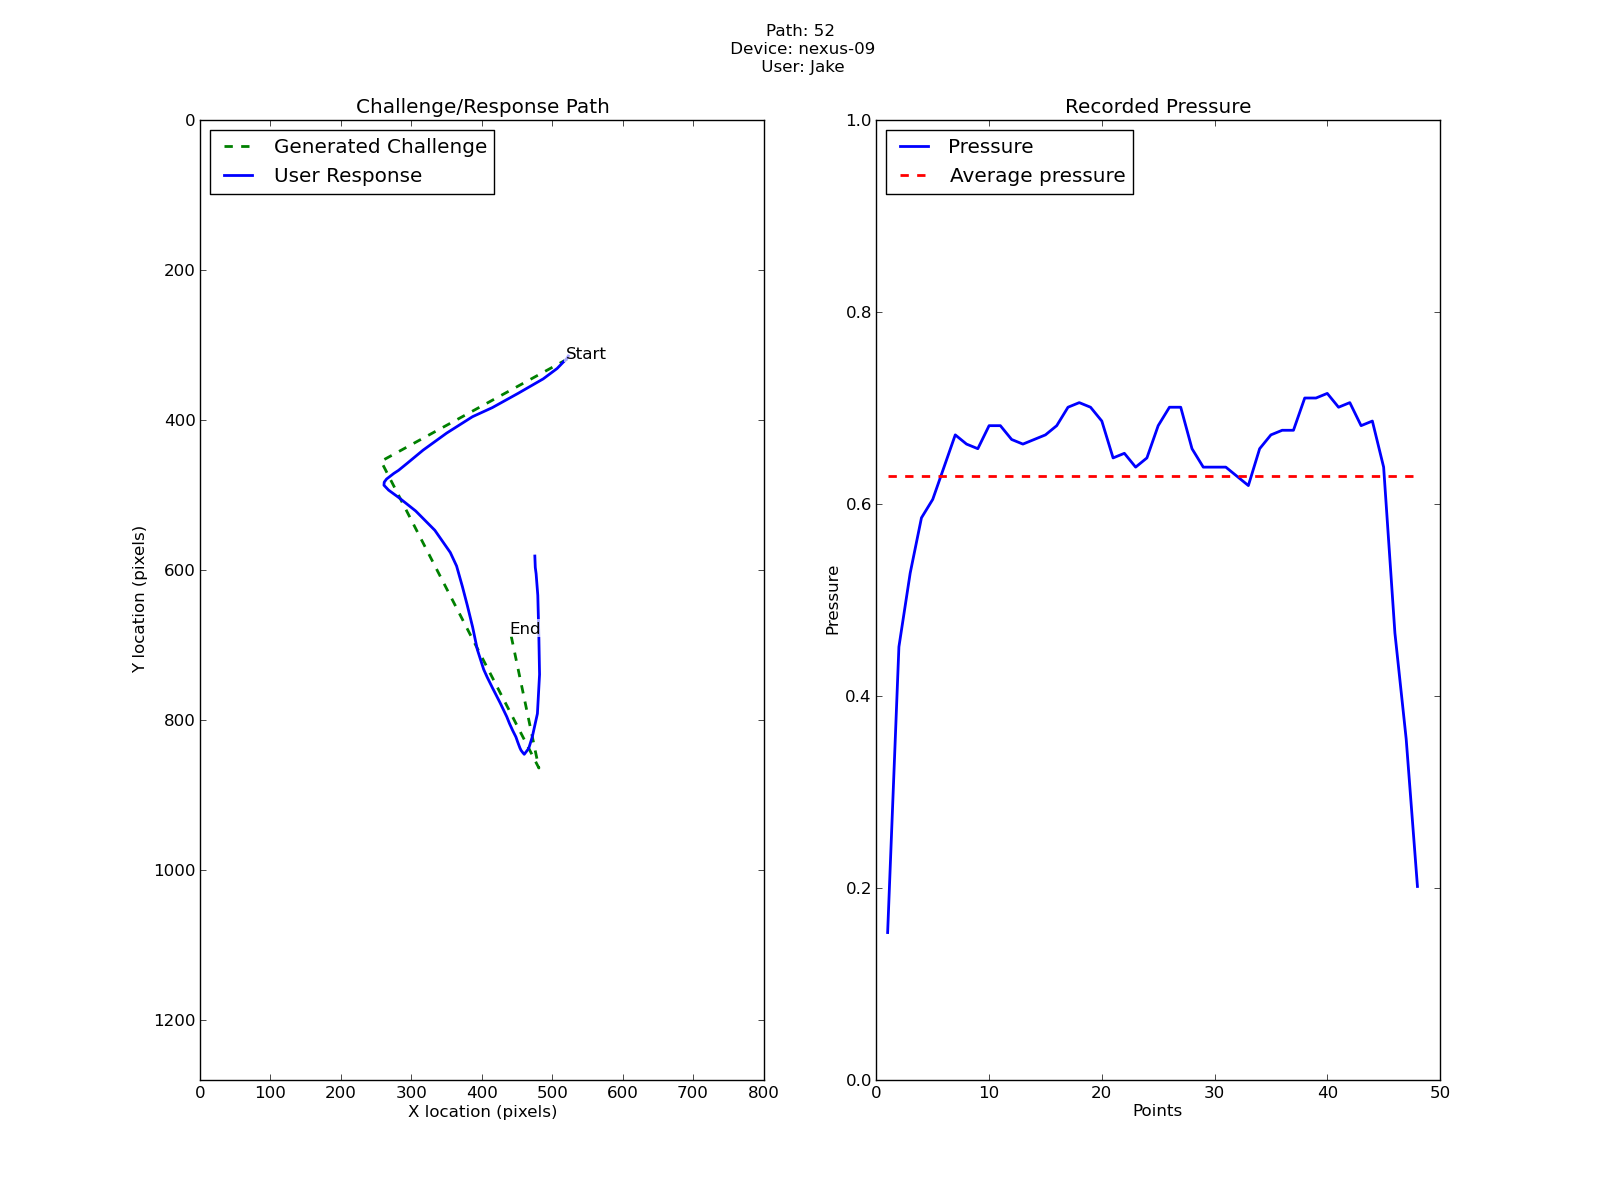 Path: 52
Device: nexus-09
User: Jake
Challenge/Response Path
Generated Challenge
User Response
Start
End
0
200
400
600
800
1000
1200
Y location (pixels)
0 100 200 300 400 500 600 700 800
X location (pixels)
Recorded Pressure
Pressure
Average pressure
1.0
0.8
0.6
0.4
0.2
0.0
Pressure
0 10 20 30 40 50
Points